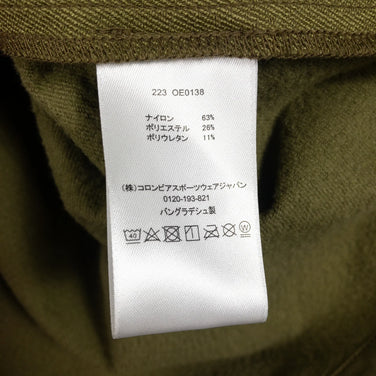 223 OE0138
ナイロン 63%
ポリエステル 26%
ポリウレタン 11%
(株)コロンビアスポーツウェアジャパン
0120-193-821
バングラデシュ製
40
W